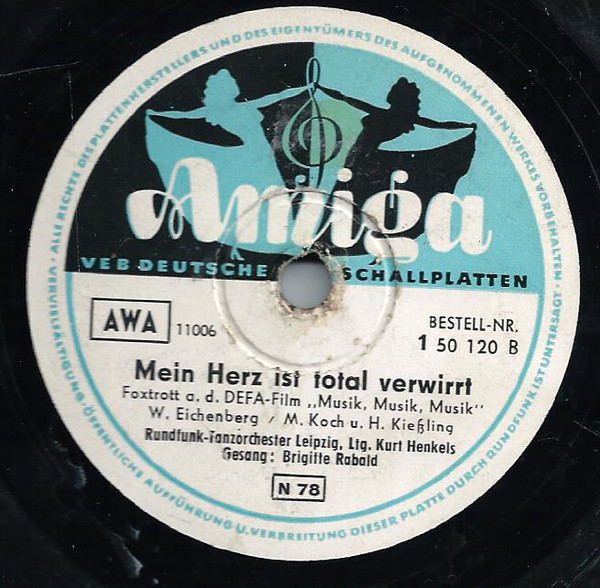 ALLE RECHTE DES PLATTENHERSTELLERS UND DES EIGENTÜMERS DES AUFGENOMMENEN WERKES VORBEHALTEN · UNTERSAGT · VERVIELFÄLTIGUNG · ÖFFENTLICHE AUFFÜHRUNG U. VERBREITUNG DIESER PLATTE DURCH RUNDFUNK IST
Amiga
VEB DEUTSCHE SCHALLPLATTEN
AWA 11006
BESTELL-NR.
1 50 120 B
Mein Herz ist total verwirrt
Foxtrott a. d. DEFA-Film „Musik, Musik, Musik"
W. Eichenberg / M. Koch u. H. Kießling
Rundfunk-Tanzorchester Leipzig, Ltg. Kurt Henkels
Gesang: Brigitte Rabald
N 78